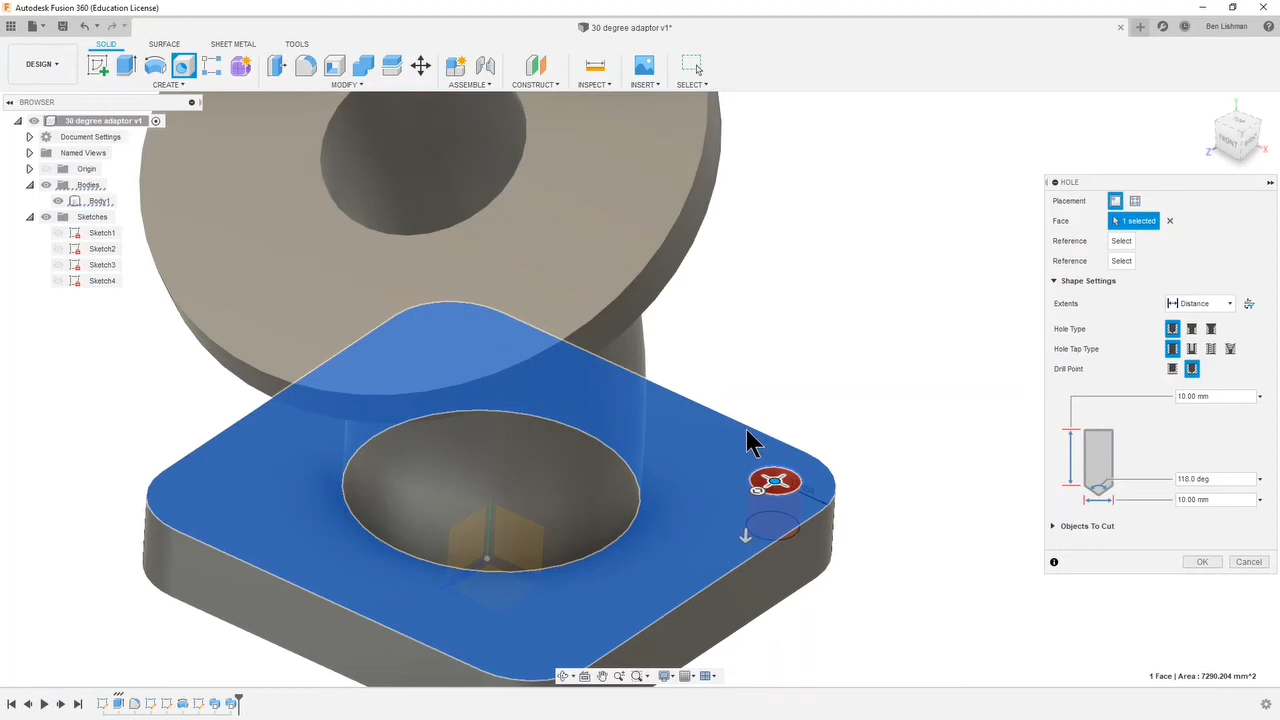 Autodesk Fusion 360 (Education License)
30 degree adaptor v1*
Ben Lishman
SOLID SURFACE SHEET METAL TOOLS
DESIGN
CREATE MODIFY ASSEMBLE CONSTRUCT INSPECT INSERT SELECT
BROWSER
30 degree adaptor v1
Document Settings
Named Views
Origin
Bodies
Body1
Sketches
Sketch1
Sketch2
Sketch3
Sketch4
TOP
FRONT RIGHT
Y
Z X
HOLE
Placement
Face 1 selected
Reference Select
Reference Select
Shape Settings
Extents Distance
Hole Type
Hole Tap Type
Drill Point
10.00 mm
118.0 deg
10.00 mm
Objects To Cut
OK Cancel
1 Face | Area : 7290.204 mm^2